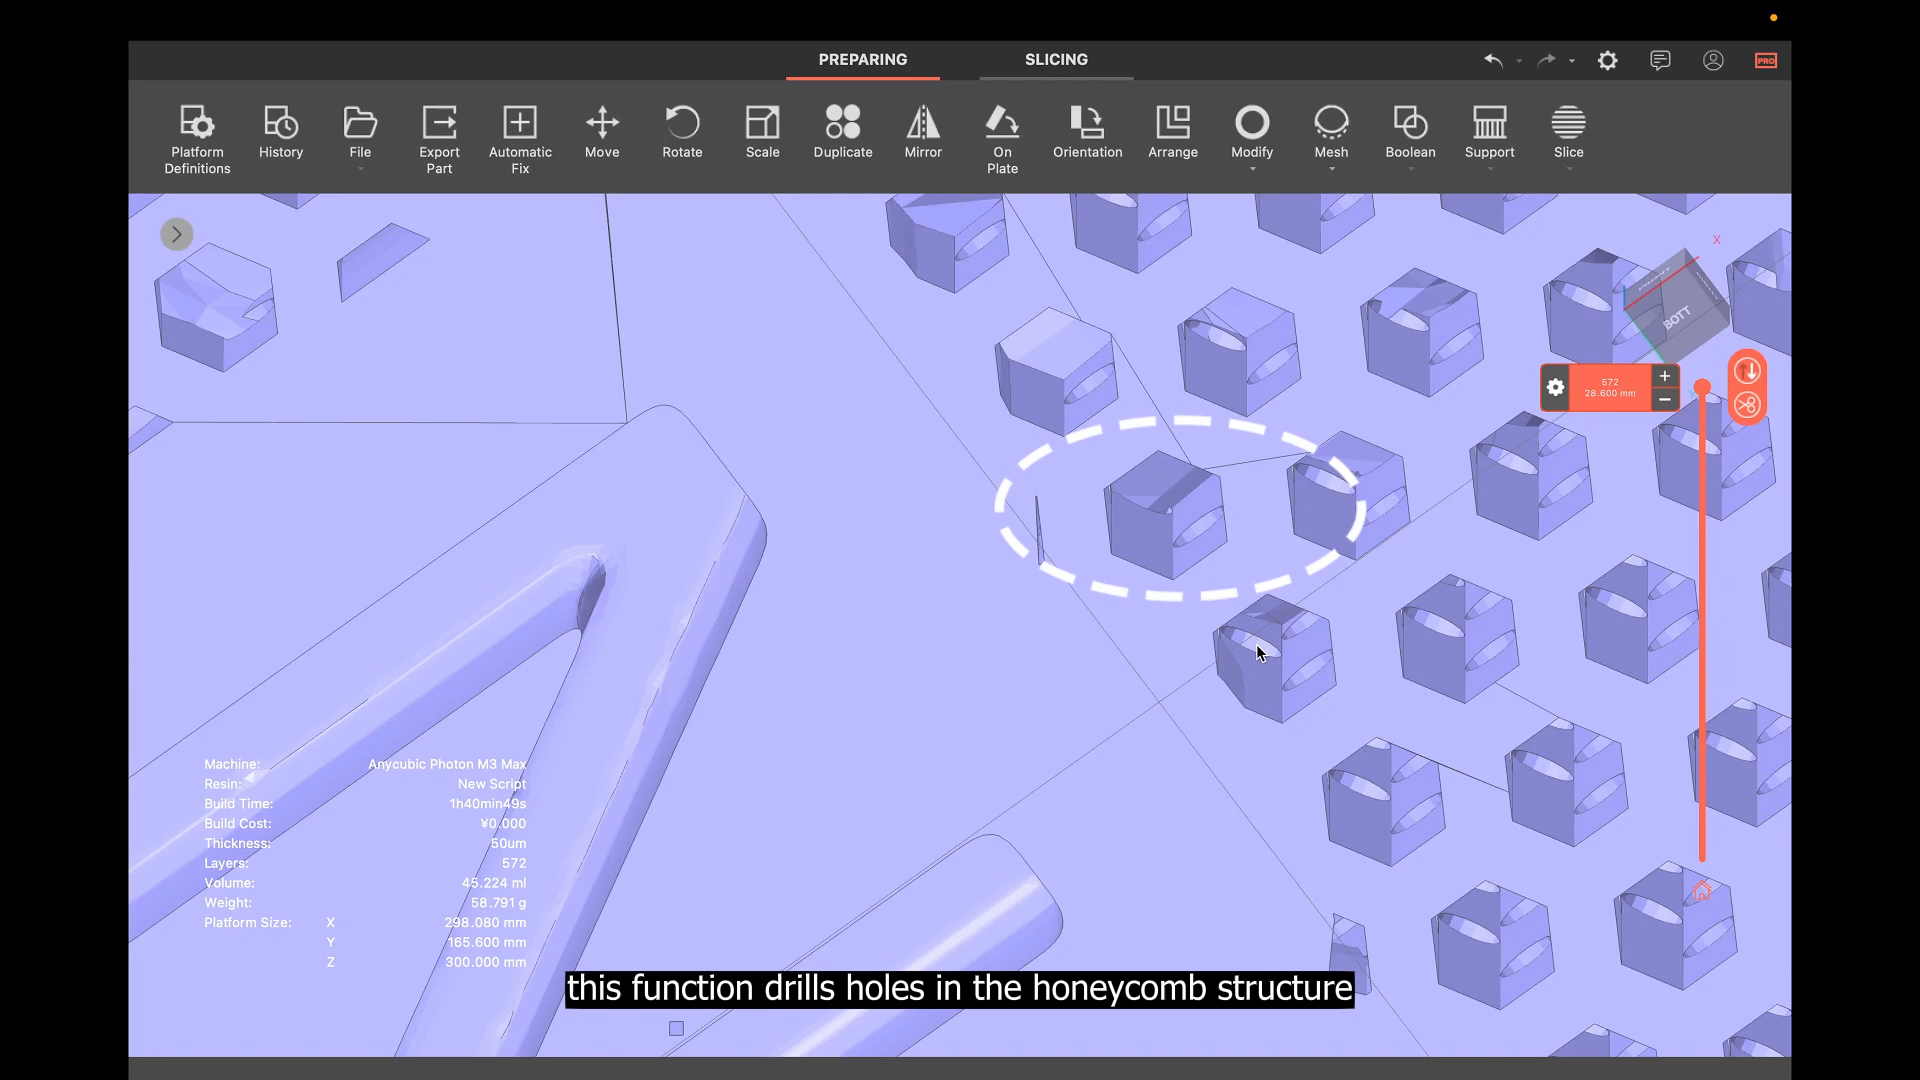 PREPARING
SLICING
PRO
Platform
Definitions
History
File
Export
Part
Automatic
Fix
Move
Rotate
Scale
Duplicate
Mirror
On
Plate
Orientation
Arrange
Modify
Mesh
Boolean
Support
Slice
X
BOTT
572
28.600 mm
Machine: Anycubic Photon M3 Max
Resin: New Script
Build Time: 1h40min49s
Build Cost: ¥0.000
Thickness: 50um
Layers: 572
Volume: 45.224 ml
Weight: 58.791 g
Platform Size: X 298.080 mm
Y 165.600 mm
Z 300.000 mm
this function drills holes in the honeycomb structure